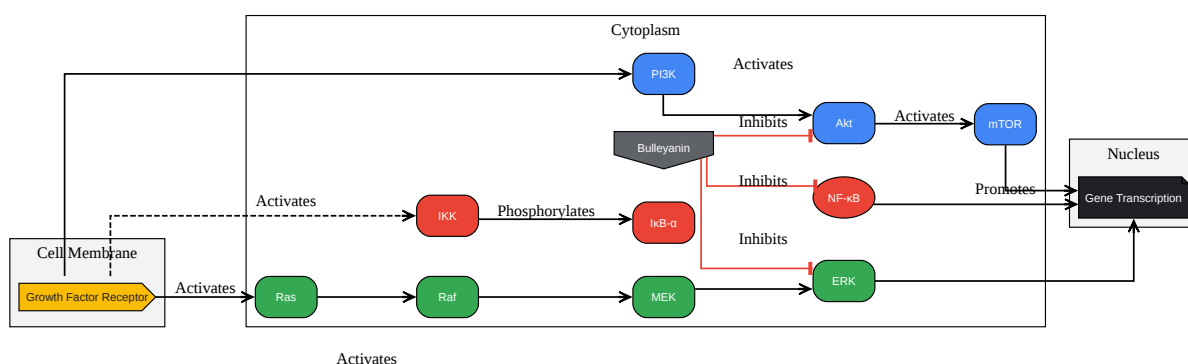 Cytoplasm
PI3K
Activates
Inhibits
Akt
Activates
mTOR
Bulleyanin
Nucleus
Inhibits
Promotes
NF-κB
Gene Transcription
Activates
IKK
Phosphorylates
IκB-α
Inhibits
Cell Membrane
Growth Factor Receptor
Activates
Ras
Raf
MEK
ERK
Activates